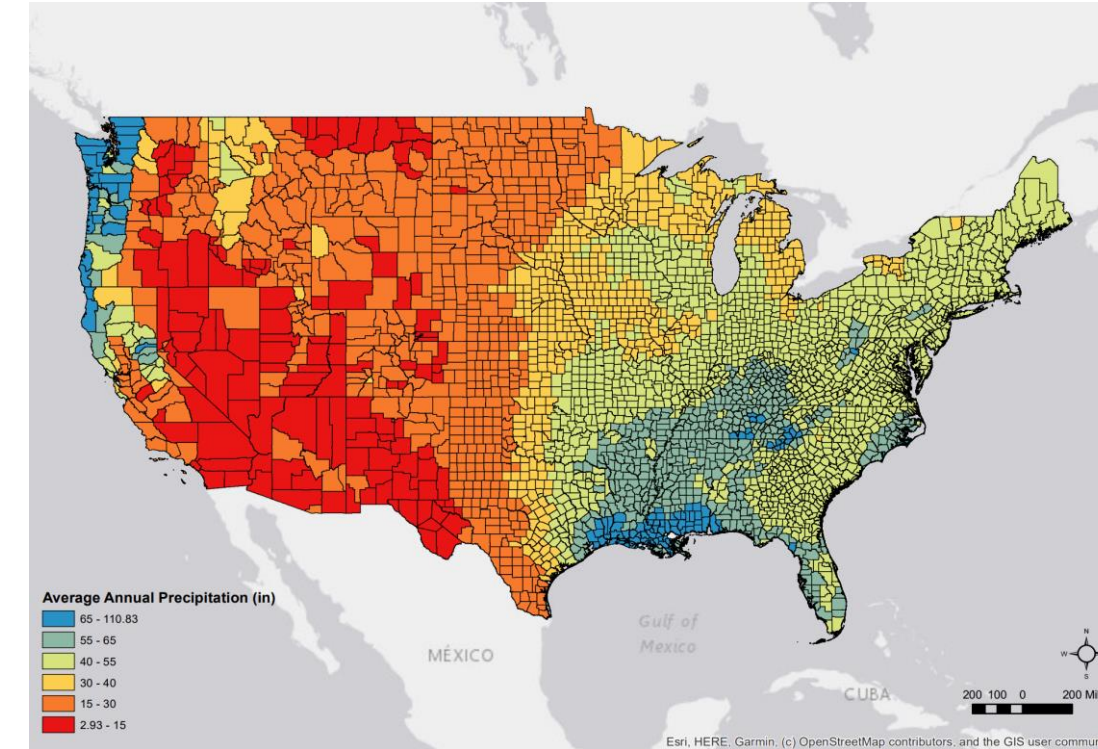 Gulf of
Mexico
MÉXICO
CUBA
Average Annual Precipitation (in)
65 - 110.83
55 - 65
40 - 55
30 - 40
15 - 30
2.93 - 15
N
W
S
200 100 0 200 Mi
Esri, HERE, Garmin, (c) OpenStreetMap contributors, and the GIS user commun